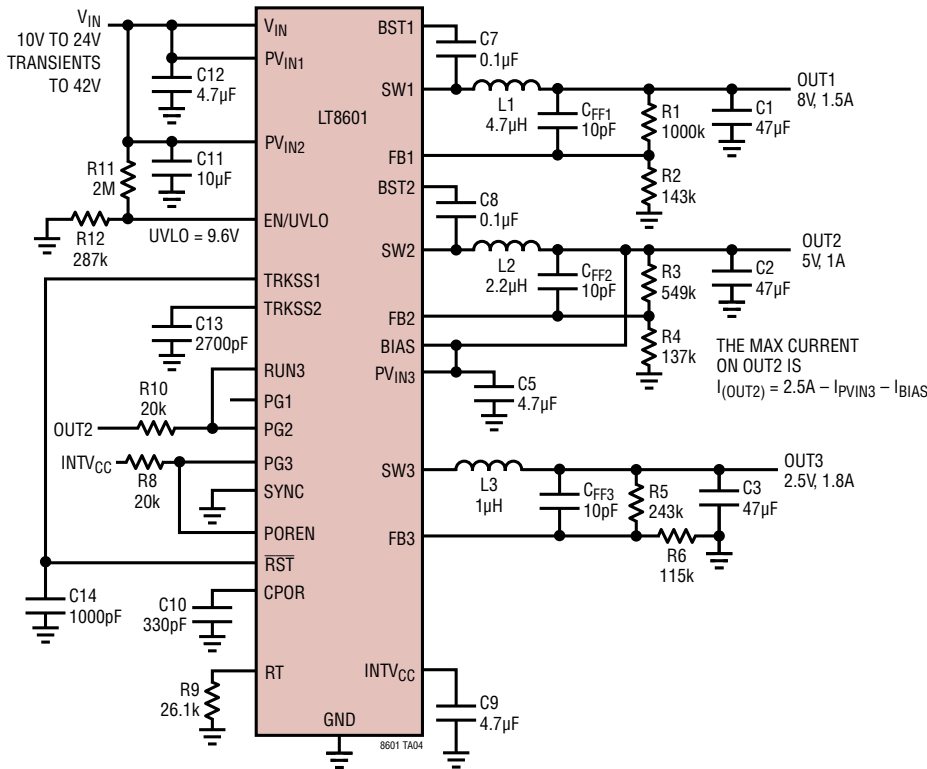 VIN
10V TO 24V
TRANSIENTS
TO 42V
C12
4.7µF
C11
10µF
R11
2M
R12
287k
UVLO = 9.6V
C13
2700pF
R10
20k
OUT2
INTVCC
R8
20k
C14
1000pF
C10
330pF
R9
26.1k
LT8601
VIN
PVIN1
PVIN2
EN/UVLO
TRKSS1
TRKSS2
RUN3
PG1
PG2
PG3
SYNC
POREN
RST
CPOR
RT
GND
BST1
SW1
FB1
BST2
SW2
FB2
BIAS
PVIN3
SW3
FB3
INTVCC
C7
0.1µF
L1
4.7µH
CFF1
10pF
R1
1000k
R2
143k
C1
47µF
OUT1
8V, 1.5A
C8
0.1µF
L2
2.2µH
CFF2
10pF
R3
549k
R4
137k
C2
47µF
OUT2
5V, 1A
THE MAX CURRENT
ON OUT2 IS
I(OUT2) = 2.5A – IPVIN3 – IBIAS
C5
4.7µF
L3
1µH
CFF3
10pF
R5
243k
R6
115k
C3
47µF
OUT3
2.5V, 1.8A
C9
4.7µF
8601 TA04